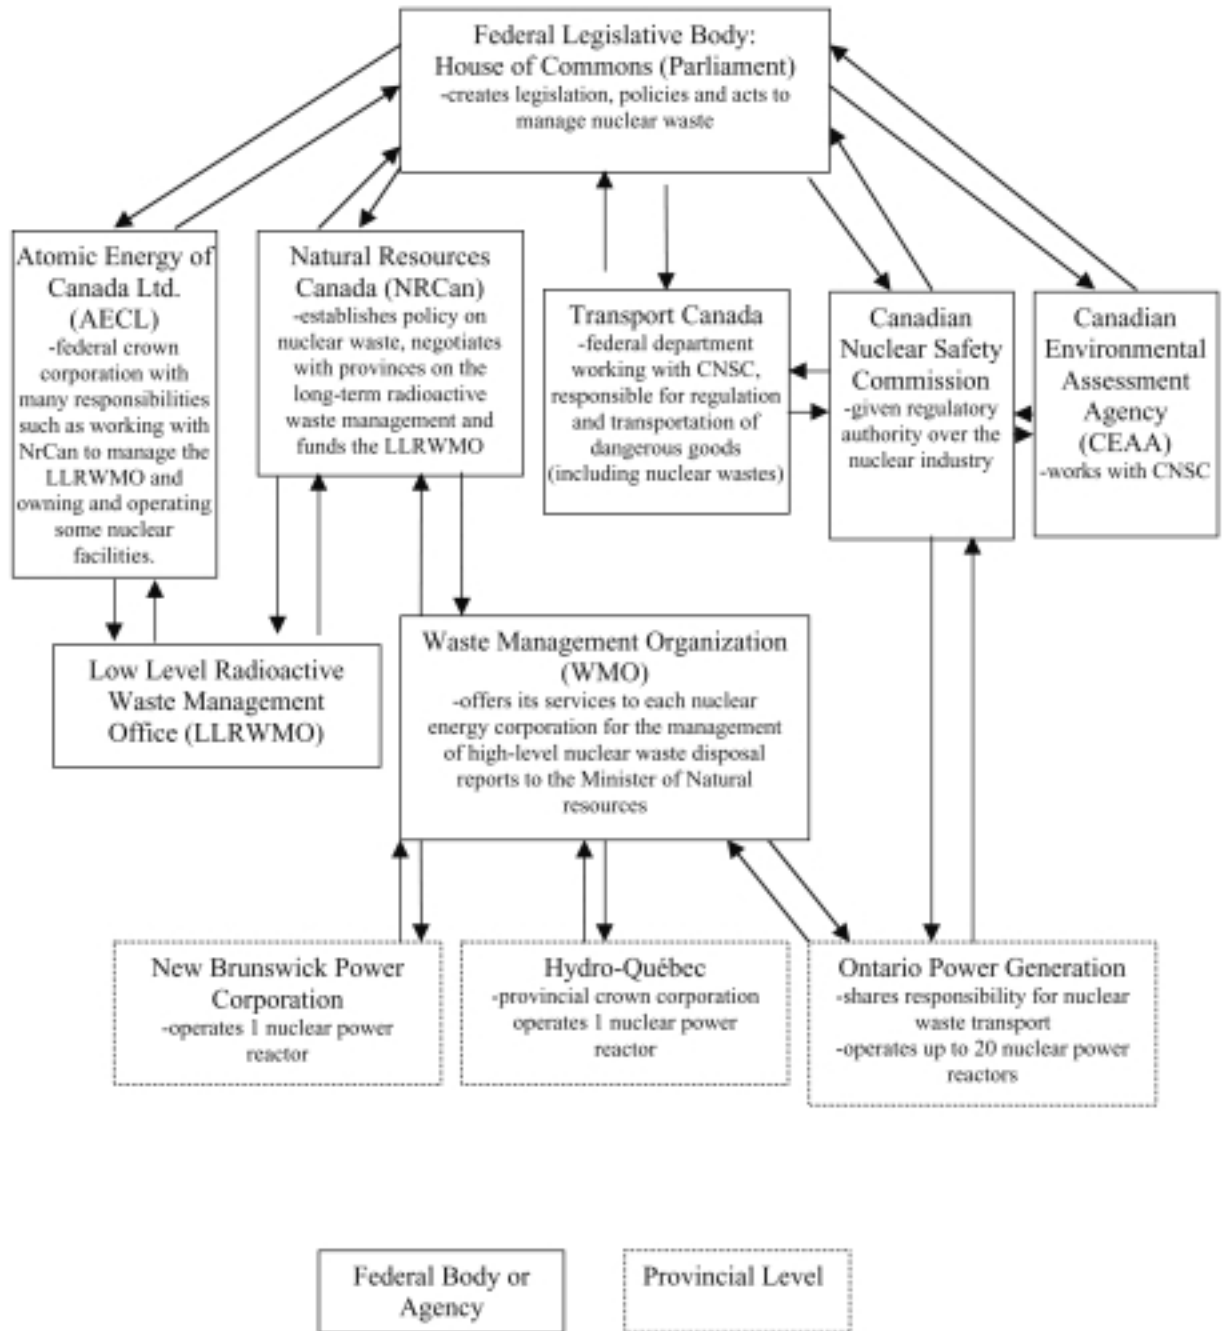 Federal Legislative Body:
House of Commons (Parliament)
-creates legislation, policies and acts to
manage nuclear waste
Atomic Energy of
Canada Ltd.
(AECL)
-federal crown
corporation with
many responsibilities
such as working with
NrCan to manage the
LLRWMO and
owning and operating
some nuclear
facilities.
Natural Resources
Canada (NRCan)
-establishes policy on
nuclear waste, negotiates
with provinces on the
long-term radioactive
waste management and
funds the LLRWMO
Transport Canada
-federal department
working with CNSC,
responsible for regulation
and transportation of
dangerous goods
(including nuclear wastes)
Canadian
Nuclear Safety
Commission
-given regulatory
authority over the
nuclear industry
Canadian
Environmental
Assessment
Agency
(CEAA)
-works with CNSC
Low Level Radioactive
Waste Management
Office (LLRWMO)
Waste Management Organization
(WMO)
-offers its services to each nuclear
energy corporation for the management
of high-level nuclear waste disposal
reports to the Minister of Natural
resources
New Brunswick Power
Corporation
-operates 1 nuclear power
reactor
Hydro-Québec
-provincial crown corporation
operates 1 nuclear power
reactor
Ontario Power Generation
-shares responsibility for nuclear
waste transport
-operates up to 20 nuclear power
reactors
Federal Body or
Agency
Provincial Level